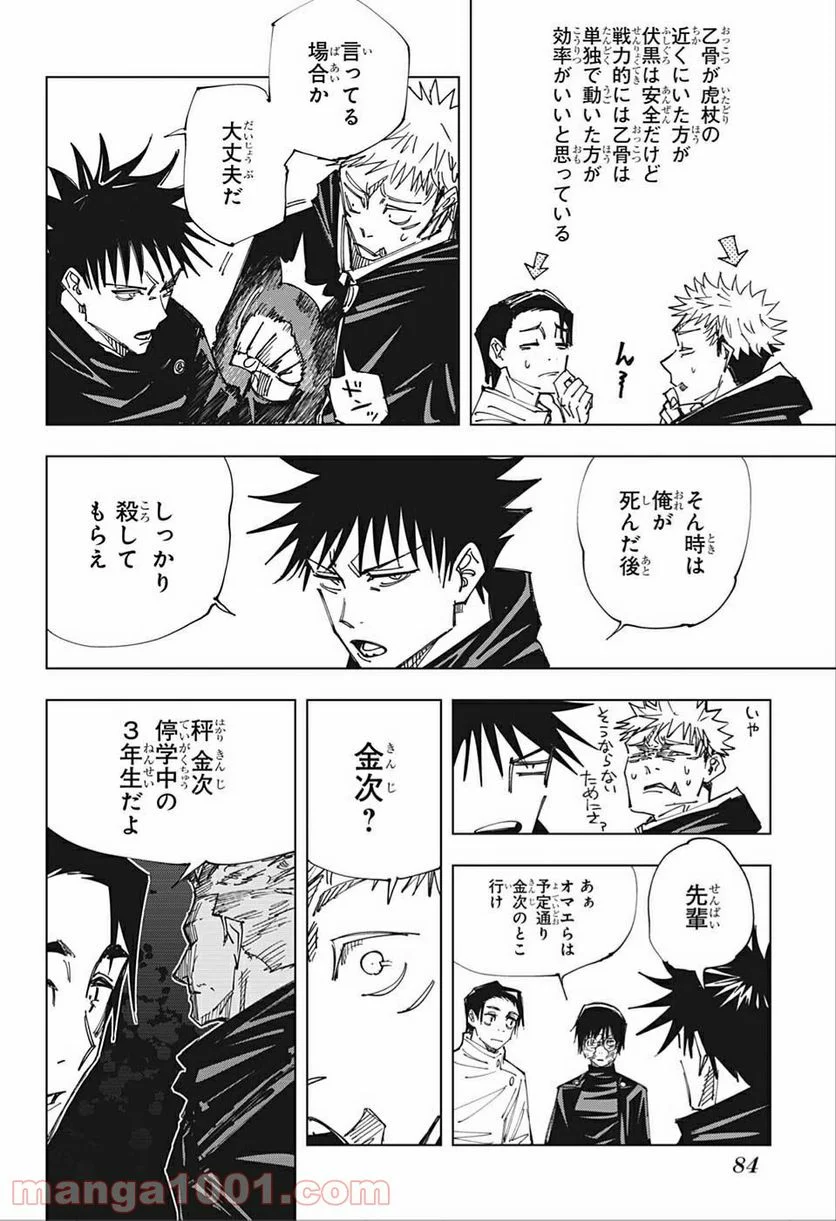 乙骨が虎杖の
近くにいた方が
伏黒は安全だけど
戦力的には乙骨は
単独で動いた方が
効率がいいと思っている
ん〜
言ってる
場合か
大丈夫だ
ギンッ
そん時は
俺が
死んだ後
しっかり
殺して
もらえ
いや
そうならない
ためにさ?
先輩
あぁ
オマエらは
予定通り
金次のとこ
行け
金次?
秤 金次
停学中の
3年生だよ
84
manga1001.com